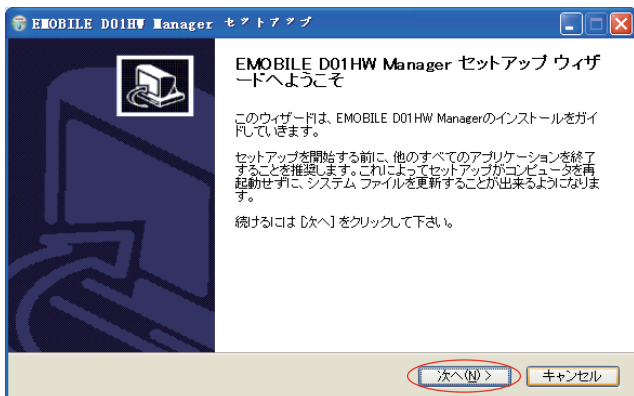 EMOBILE D01HW Manager セットアップ
EMOBILE D01HW Manager セットアップ ウィザ
ードへようこそ
このウィザードは、EMOBILE D01HW Managerのインストールをガイ
ドしていきます。
セットアップを開始する前に、他のすべてのアプリケーションを終了
することを推奨します。これによってセットアップがコンピュータを再
起動せずに、システム ファイルを更新することが出来るようになりま
す。
続けるには [次へ] をクリックして下さい。
次へ(N) >
キャンセル